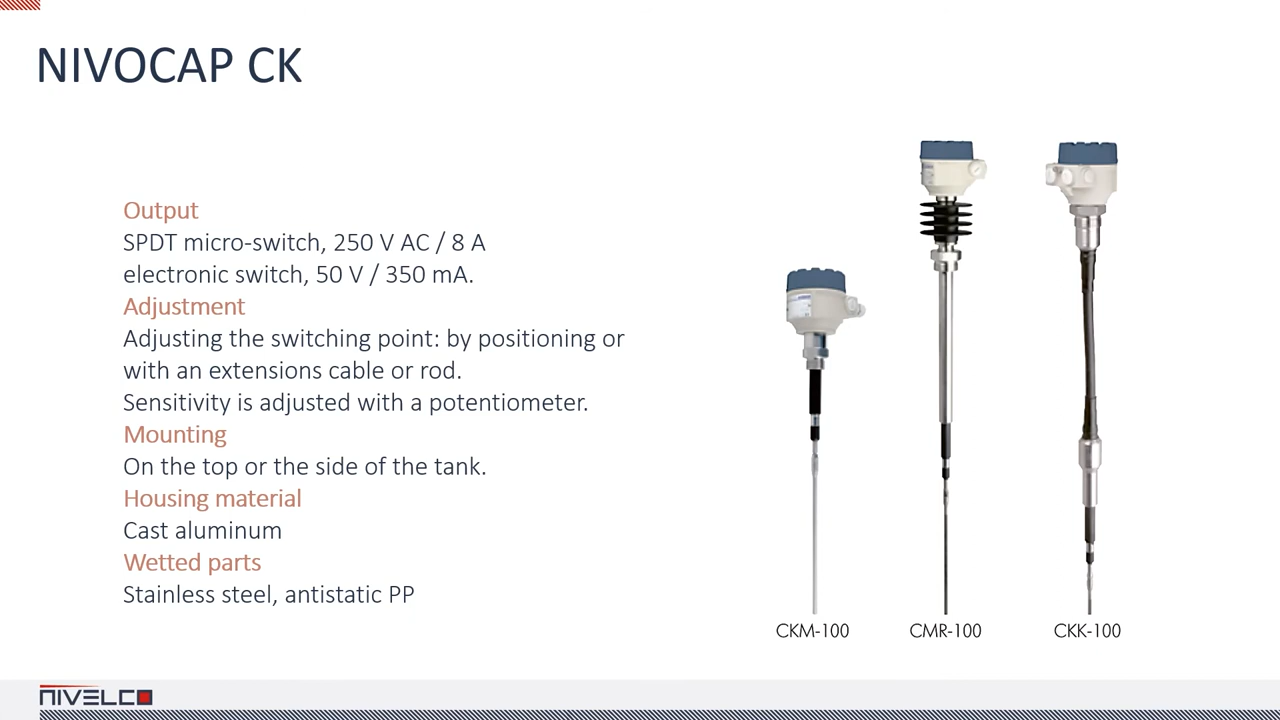 NIVOCAP CK
Output
SPDT micro-switch, 250 V AC / 8 A
electronic switch, 50 V / 350 mA.
Adjustment
Adjusting the switching point: by positioning or
with an extensions cable or rod.
Sensitivity is adjusted with a potentiometer.
Mounting
On the top or the side of the tank.
Housing material
Cast aluminum
Wetted parts
Stainless steel, antistatic PP
CKM-100
CMR-100
CKK-100
NIVELCO